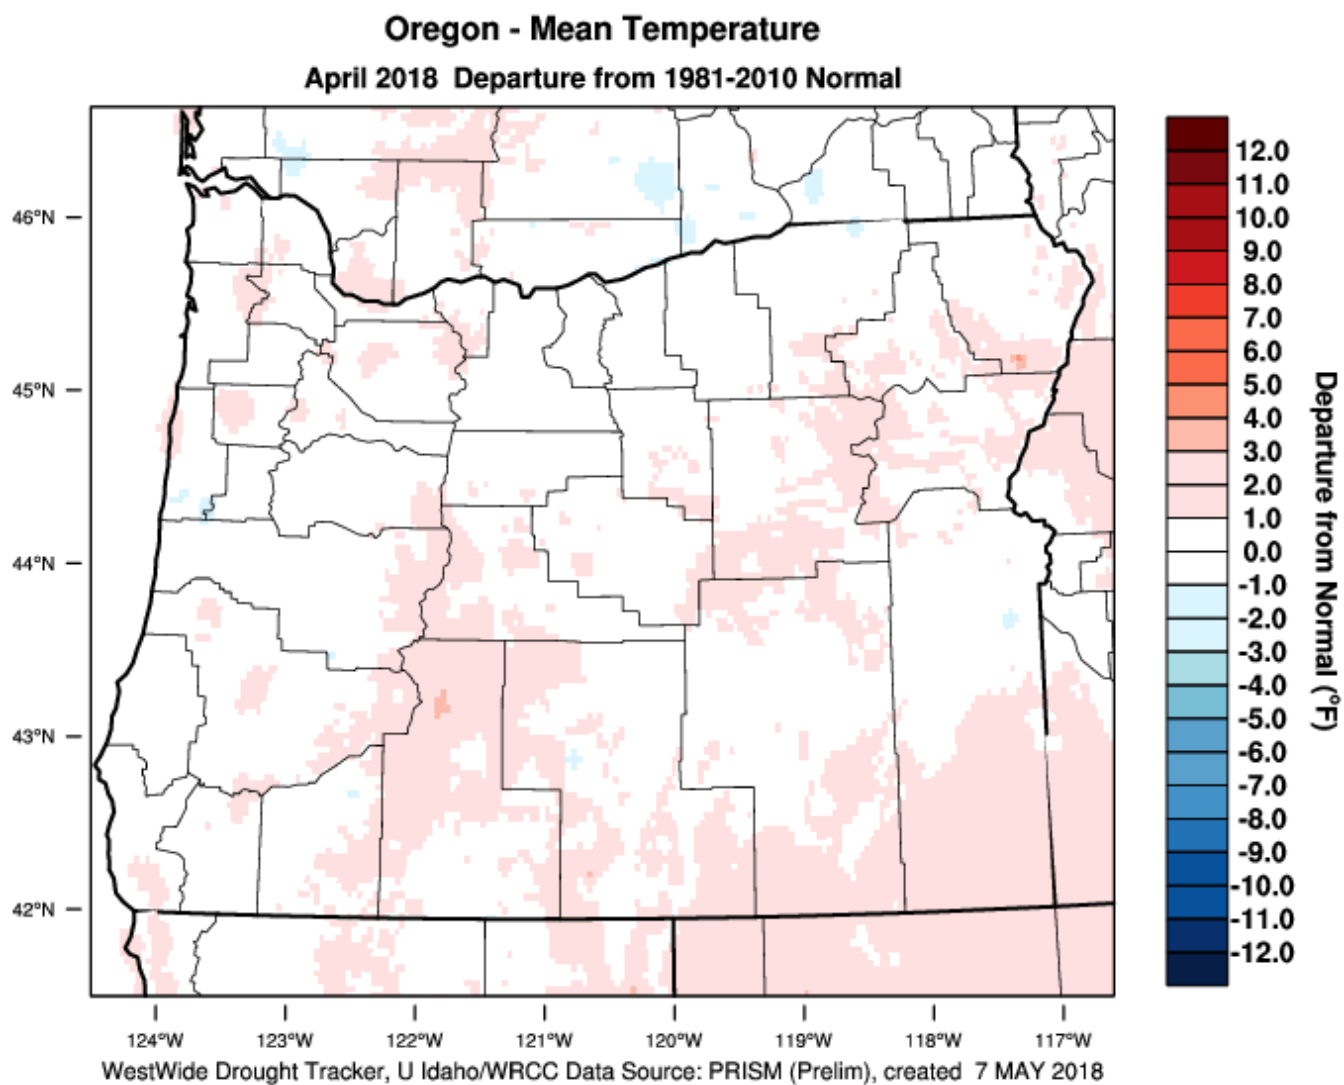 Oregon - Mean Temperature
April 2018 Departure from 1981-2010 Normal
46°N
45°N
44°N
43°N
42°N
124°W
123°W
122°W
121°W
120°W
119°W
118°W
117°W
12.0
11.0
10.0
9.0
8.0
7.0
6.0
5.0
4.0
3.0
2.0
1.0
0.0
-1.0
-2.0
-3.0
-4.0
-5.0
-6.0
-7.0
-8.0
-9.0
-10.0
-11.0
-12.0
Departure from Normal (°F)
WestWide Drought Tracker, U Idaho/WRCC Data Source: PRISM (Prelim), created 7 MAY 2018